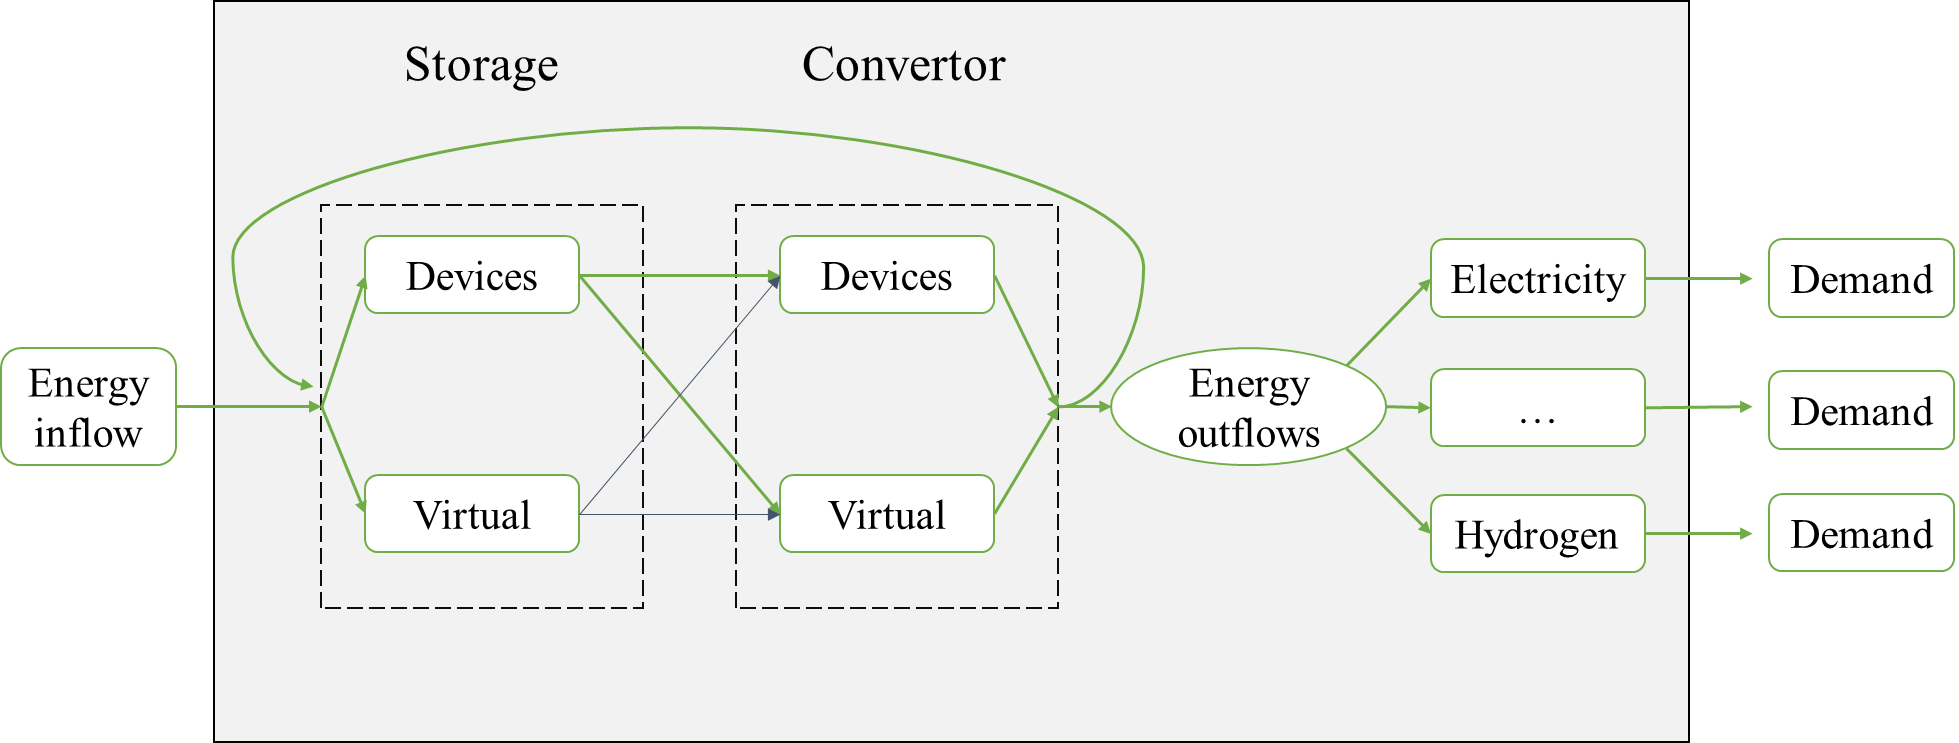 Storage
Convertor
Devices
Devices
Electricity
Demand
Energy
inflow
Energy
outflows
...
Demand
Virtual
Virtual
Hydrogen
Demand